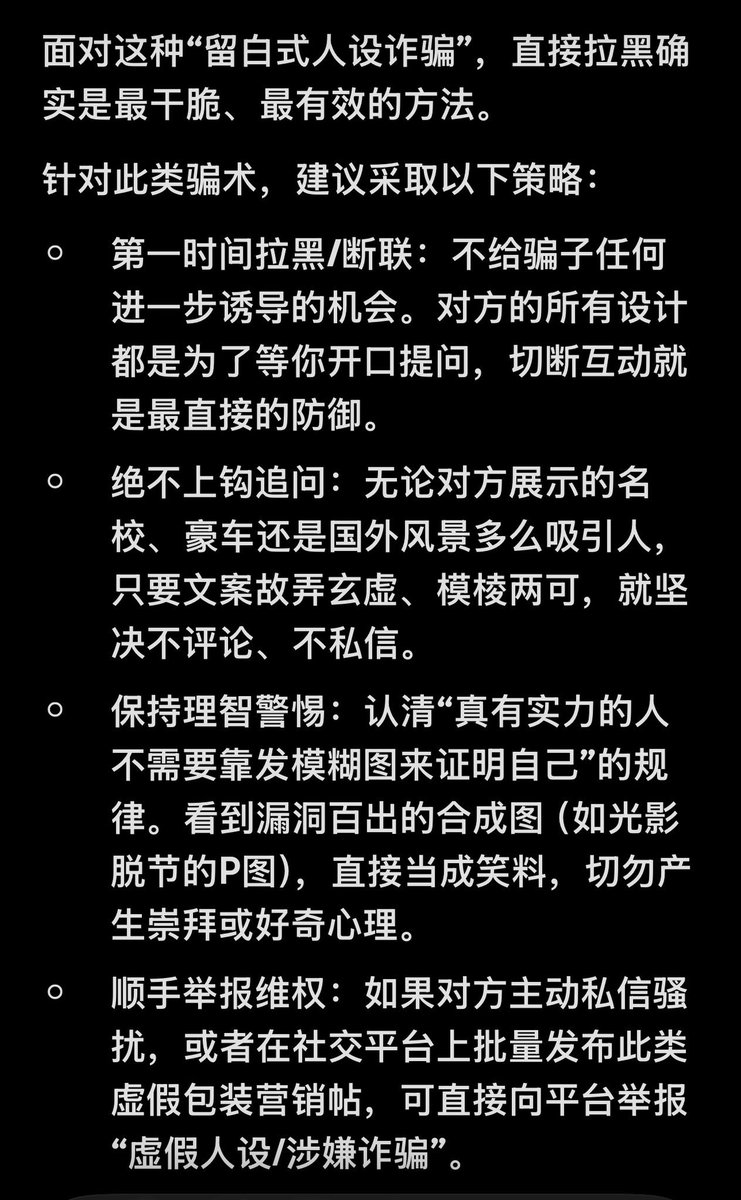 面对这种“留白式人设诈骗”，直接拉黑确
实是最干脆、最有效的方法。
针对此类骗术，建议采取以下策略：
第一时间拉黑/断联：不给骗子任何
进一步诱导的机会。对方的所有设计
都是为了等你开口提问，切断互动就
是最直接的防御。
绝不上钩追问：无论对方展示的名
校、豪车还是国外风景多么吸引人，
只要文案故弄玄虚、模棱两可，就坚
决不评论、不私信。
保持理智警惕：认清“真有实力的人
不需要靠发模糊图来证明自己”的规
律。看到漏洞百出的合成图（如光影
脱节的P图），直接当成笑料，切勿产
生崇拜或好奇心理。
顺手举报维权：如果对方主动私信骚
扰，或者在社交平台上批量发布此类
虚假包装营销帖，可直接向平台举报
“虚假人设/涉嫌诈骗”。